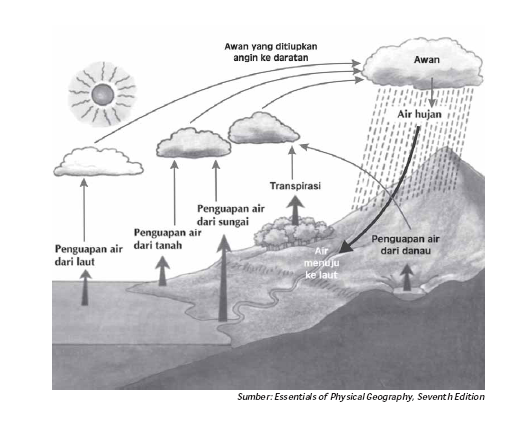 Awan yang ditiupkan
angin ke daratan
Awan
Air hujan
Transpirasi
Penguapan air
dari sungai
Penguapan air
dari tanah
Penguapan air
dari laut
Penguapan air
dari danau
Air
menuju
ke laut
Sumber: Essentials of Physical Geography, Seventh Edition